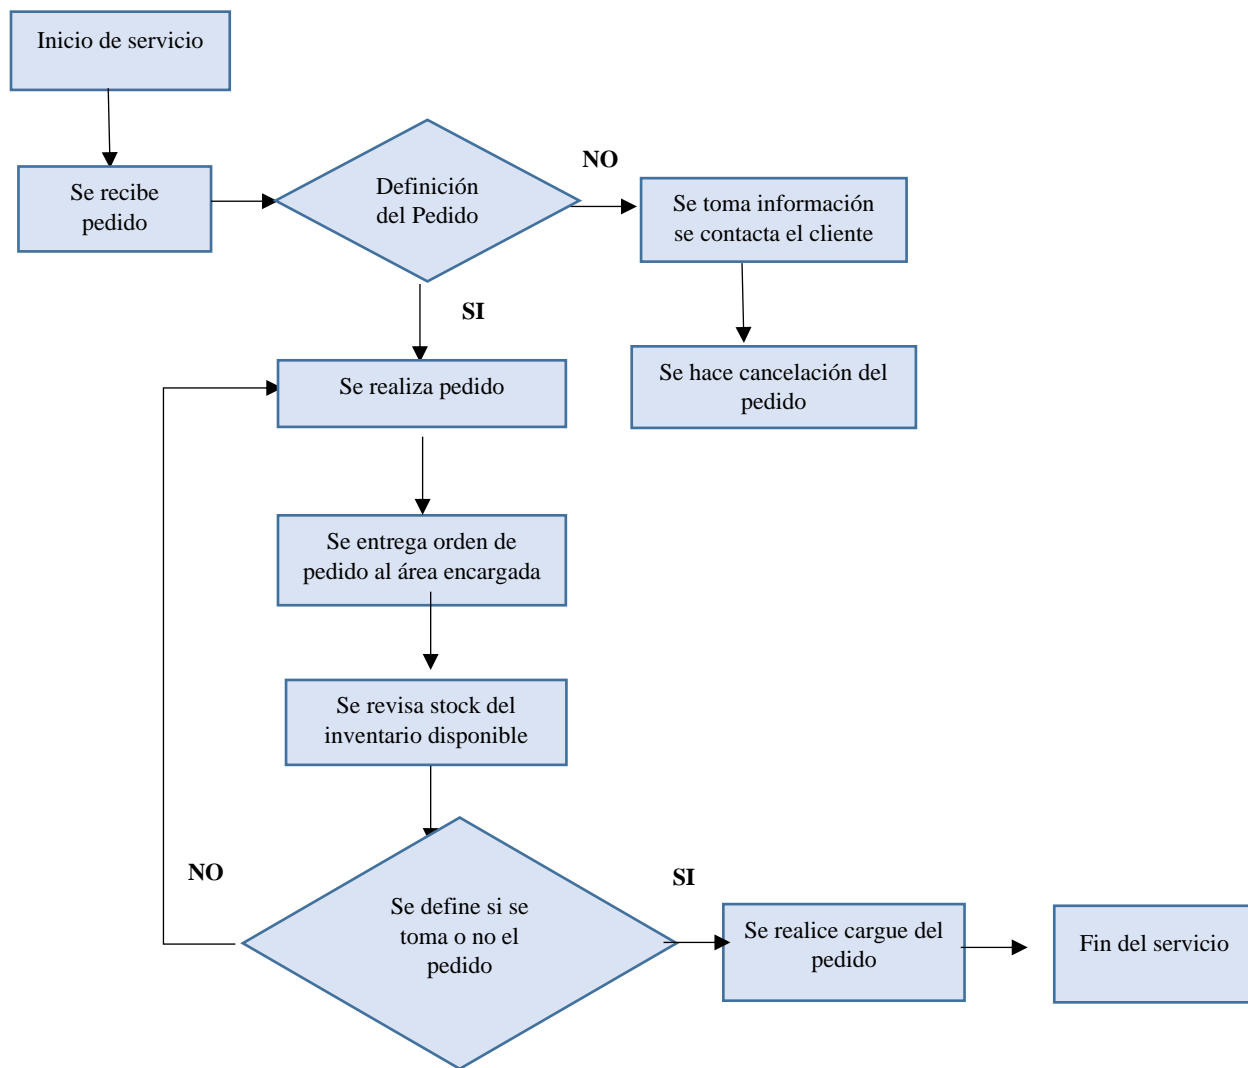 Inicio de servicio
Se recibe
pedido
Definición
del Pedido
NO
Se toma información
se contacta el cliente
SI
Se hace cancelación del
pedido
Se realiza pedido
Se entrega orden de
pedido al área encargada
Se revisa stock del
inventario disponible
NO
Se define si se
toma o no el
pedido
SI
Se realice cargue del
pedido
Fin del servicio